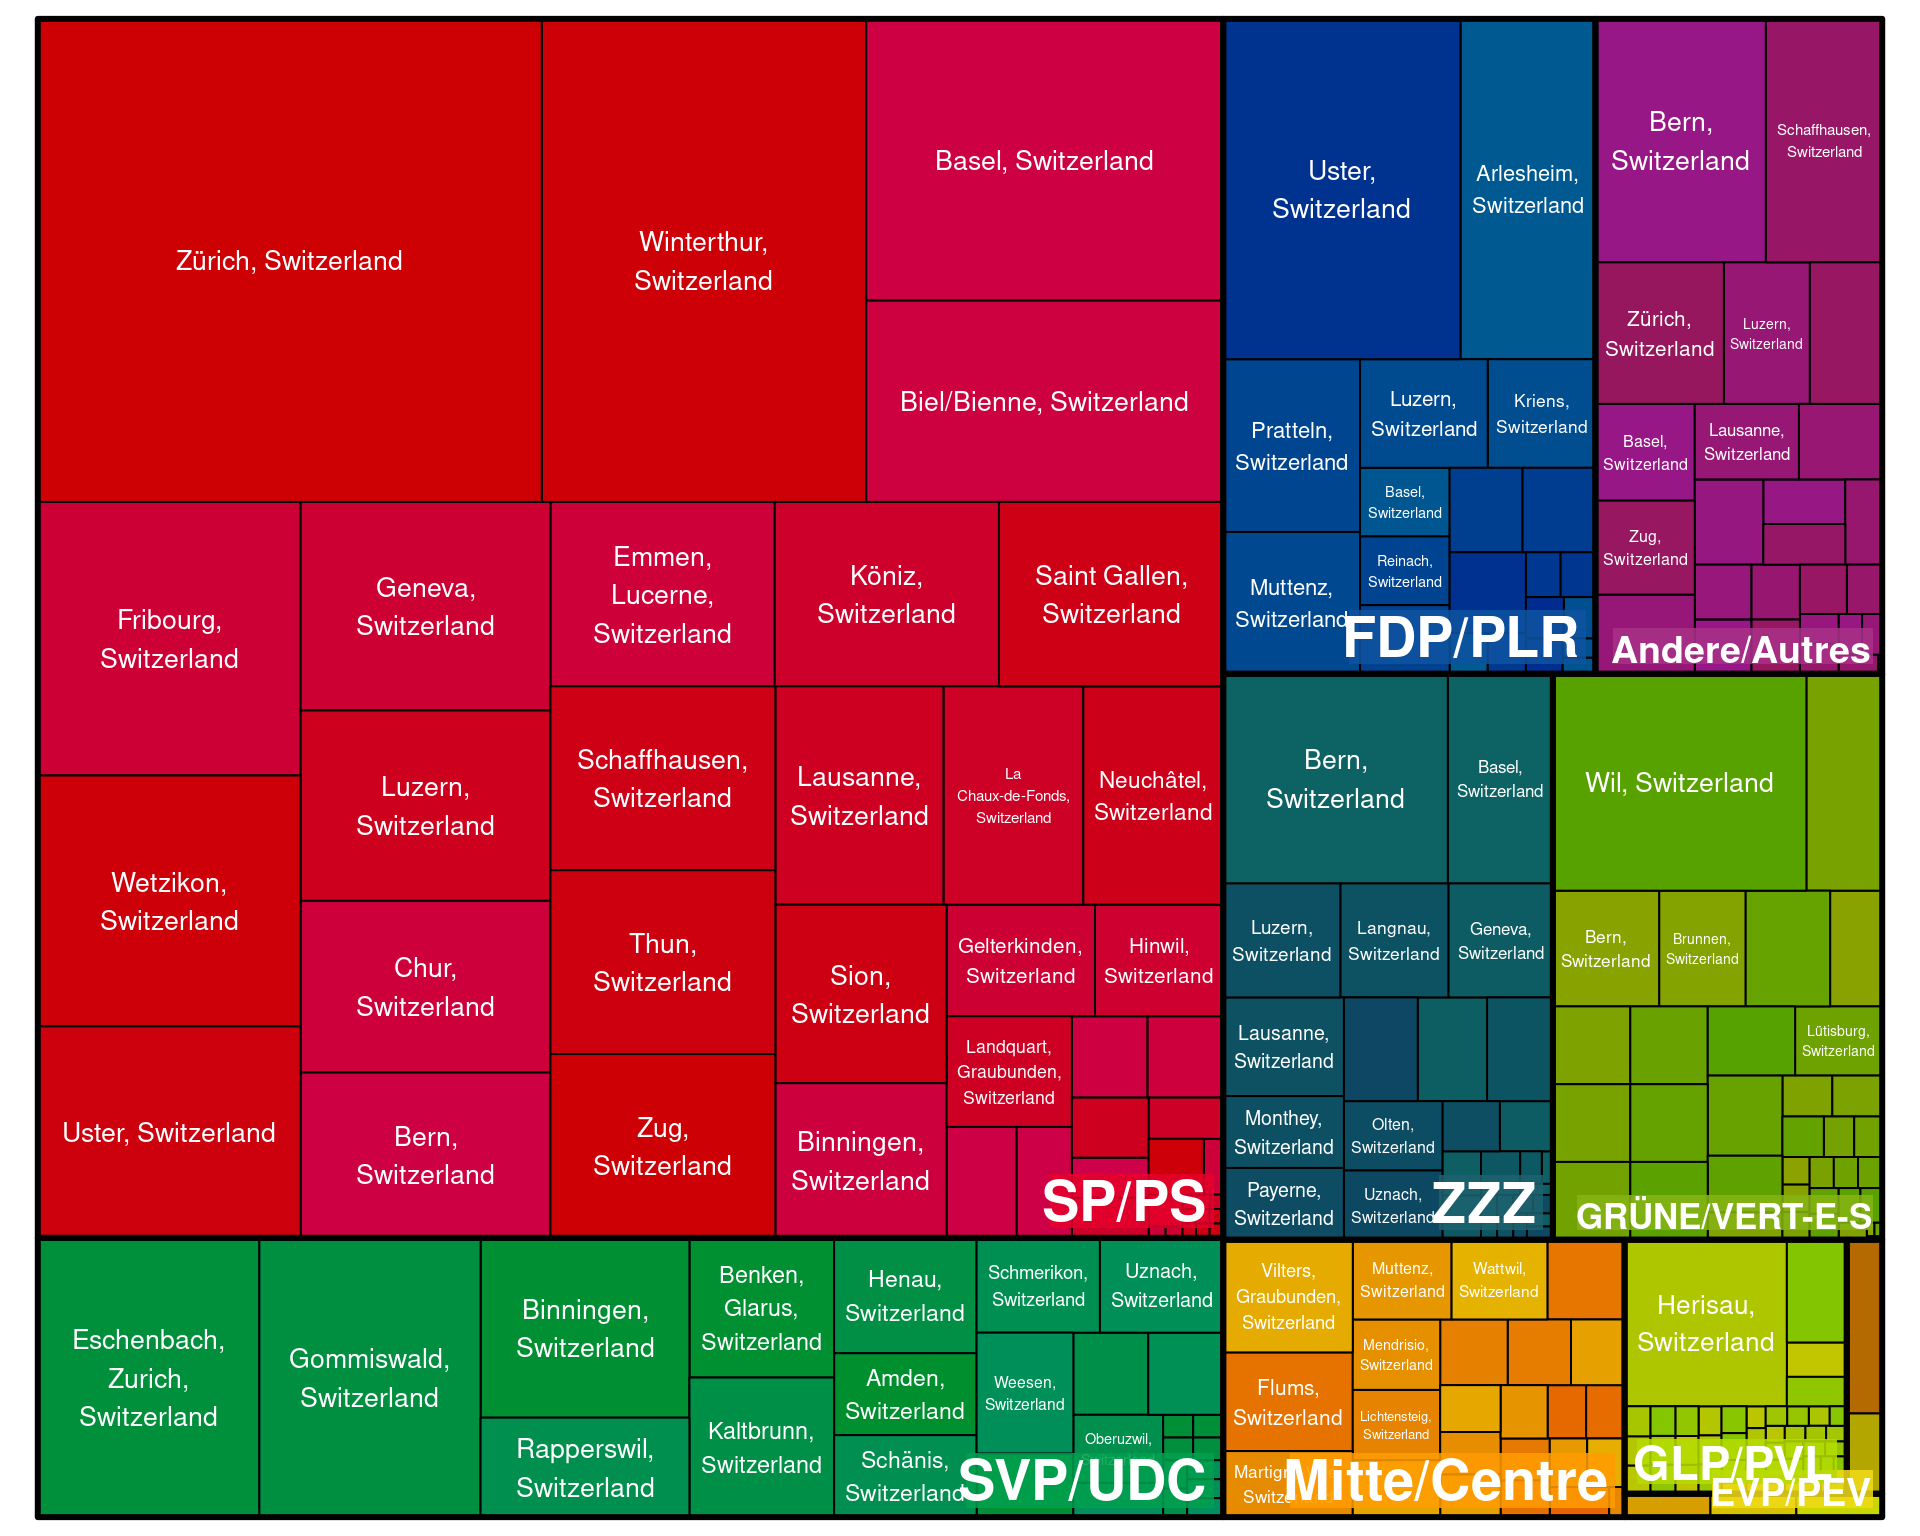 Zürich, Switzerland
Winterthur,
Switzerland
Basel, Switzerland
Biel/Bienne, Switzerland
Fribourg,
Switzerland
Geneva,
Switzerland
Emmen,
Lucerne,
Switzerland
Köniz,
Switzerland
Saint Gallen,
Switzerland
Wetzikon,
Switzerland
Luzern,
Switzerland
Schaffhausen,
Switzerland
Lausanne,
Switzerland
La
Chaux-de-Fonds,
Switzerland
Neuchâtel,
Switzerland
Uster, Switzerland
Chur,
Switzerland
Bern,
Switzerland
Thun,
Switzerland
Zug,
Switzerland
Sion,
Switzerland
Binningen,
Switzerland
Gelterkinden,
Switzerland
Hinwil,
Switzerland
Landquart,
Graubunden,
Switzerland
SP/PS
Eschenbach,
Zurich,
Switzerland
Gommiswald,
Switzerland
Binningen,
Switzerland
Rapperswil,
Switzerland
Benken,
Glarus,
Switzerland
Kaltbrunn,
Switzerland
Henau,
Switzerland
Amden,
Switzerland
Schänis,
Switzerland
Schmerikon,
Switzerland
Uznach,
Switzerland
Weesen,
Switzerland
Oberuzwil,
SVP/UDC
Uster,
Switzerland
Arlesheim,
Switzerland
Pratteln,
Switzerland
Muttenz,
Switzerland
Luzern,
Switzerland
Kriens,
Switzerland
Basel,
Switzerland
Reinach,
Switzerland
FDP/PLR
Bern,
Switzerland
Schaffhausen,
Switzerland
Zürich,
Switzerland
Luzern,
Switzerland
Basel,
Switzerland
Lausanne,
Switzerland
Zug,
Switzerland
Andere/Autres
Bern,
Switzerland
Basel,
Switzerland
Luzern,
Switzerland
Langnau,
Switzerland
Geneva,
Switzerland
Lausanne,
Switzerland
Monthey,
Switzerland
Olten,
Switzerland
Payerne,
Switzerland
Uznach,
Switzerland
ZZZ
Wil, Switzerland
Bern,
Switzerland
Brunnen,
Switzerland
Lütisburg,
Switzerland
GRÜNE/VERT-E-S
Vilters,
Graubunden,
Switzerland
Muttenz,
Switzerland
Wattwil,
Switzerland
Mendrisio,
Switzerland
Flums,
Switzerland
Lichtensteig,
Switzerland
Mitte/Centre
Herisau,
Switzerland
GLP/PVL
EVP/PEV